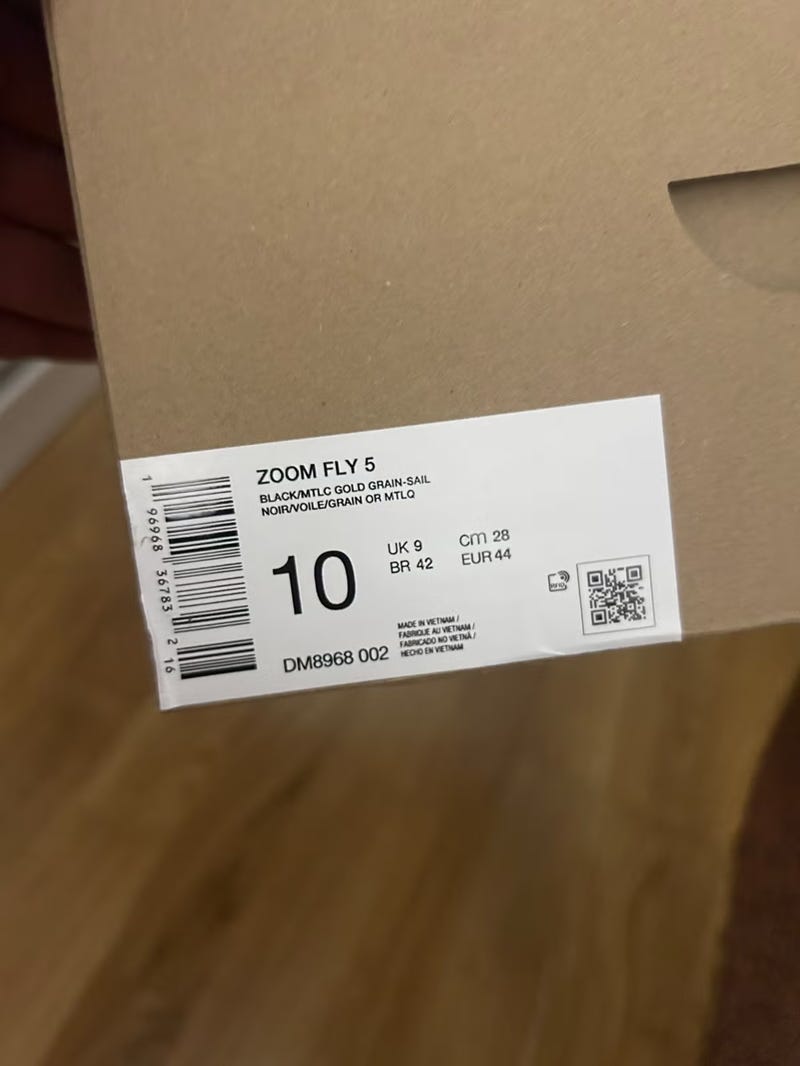 ZOOM FLY 5
BLACK/MTLC GOLD GRAIN-SAIL
NOIR/VOILE/GRAIN OR MTLQ
10
UK 9
BR 42
cm 28
EUR 44
RFID
DM8968 002
MADE IN VIETNAM /
FABRIQUE AU VIETNAM /
FABRICADO NO VIETNÃ /
HECHO EN VIETNAM
1 96968 36783 2 16